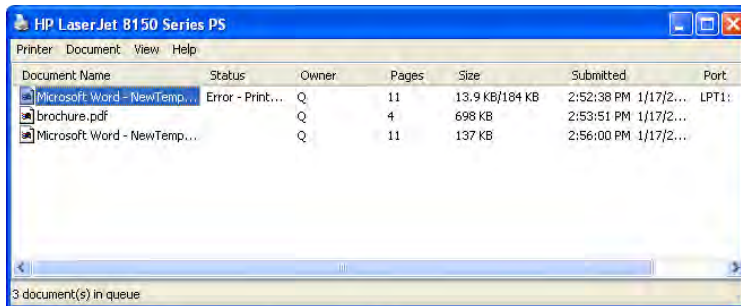 HP LaserJet 8150 Series PS
Printer Document View Help
Document Name Status Owner Pages Size Submitted Port
Microsoft Word - NewTemp... Error - Print... Q 11 13.9 KB/184 KB 2:52:38 PM 1/17/2... LPT1:
brochure.pdf Q 4 698 KB 2:53:51 PM 1/17/2...
Microsoft Word - NewTemp... Q 11 137 KB 2:56:00 PM 1/17/2...
3 document(s) in queue